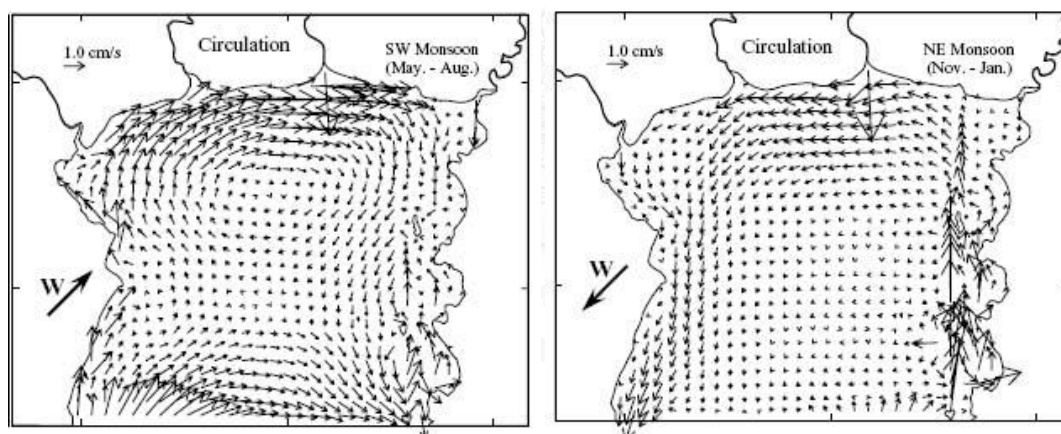 Circulation
1.0 cm/s
SW Monsoon
(May. - Aug.)
W
Circulation
1.0 cm/s
NE Monsoon
(Nov. - Jan.)
W